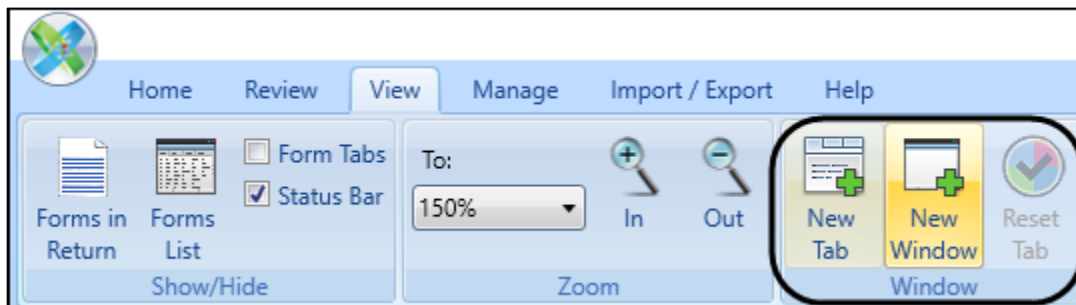 Home Review View Manage Import / Export Help
Forms in Return
Forms List
Form Tabs
Status Bar
Show/Hide
To:
150%
In
Out
Zoom
New Tab
New Window
Reset Tab
Window